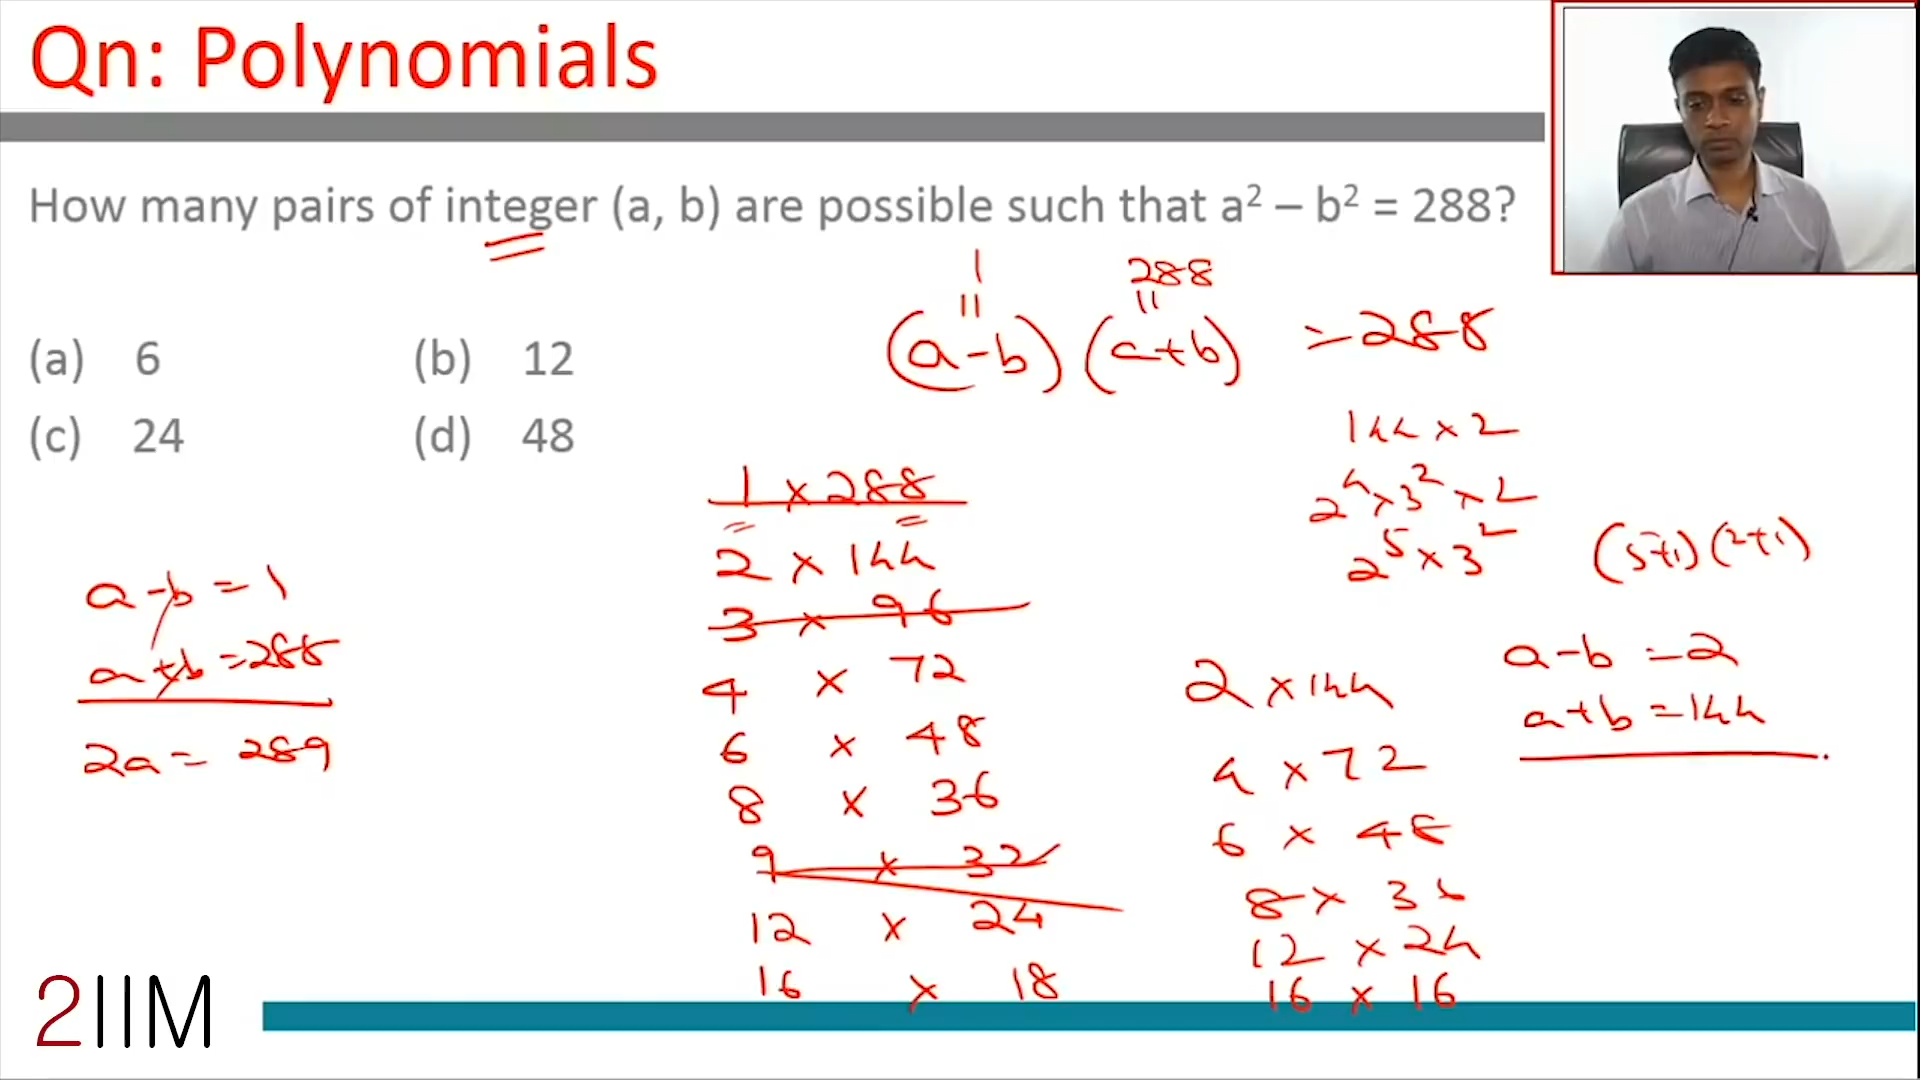 Qn: Polynomials
How many pairs of integer (a, b) are possible such that a² – b² = 288?
(a) 6 (b) 12
(c) 24 (d) 48
1 288
= =
(a-b) (a+b) = 288
144 x 2
2⁴ x 3² x 2
2⁵ x 3² (5+1) (2+1)
1 x 288
2 x 144
3 x 96
4 x 72
6 x 48
8 x 36
9 x 32
12 x 24
16 x 18
a-b = 1
a+b = 288
2a = 289
2 x 144
4 x 72
6 x 48
8 x 36
12 x 24
16 x 16
a-b = 2
a+b = 144
2IIM